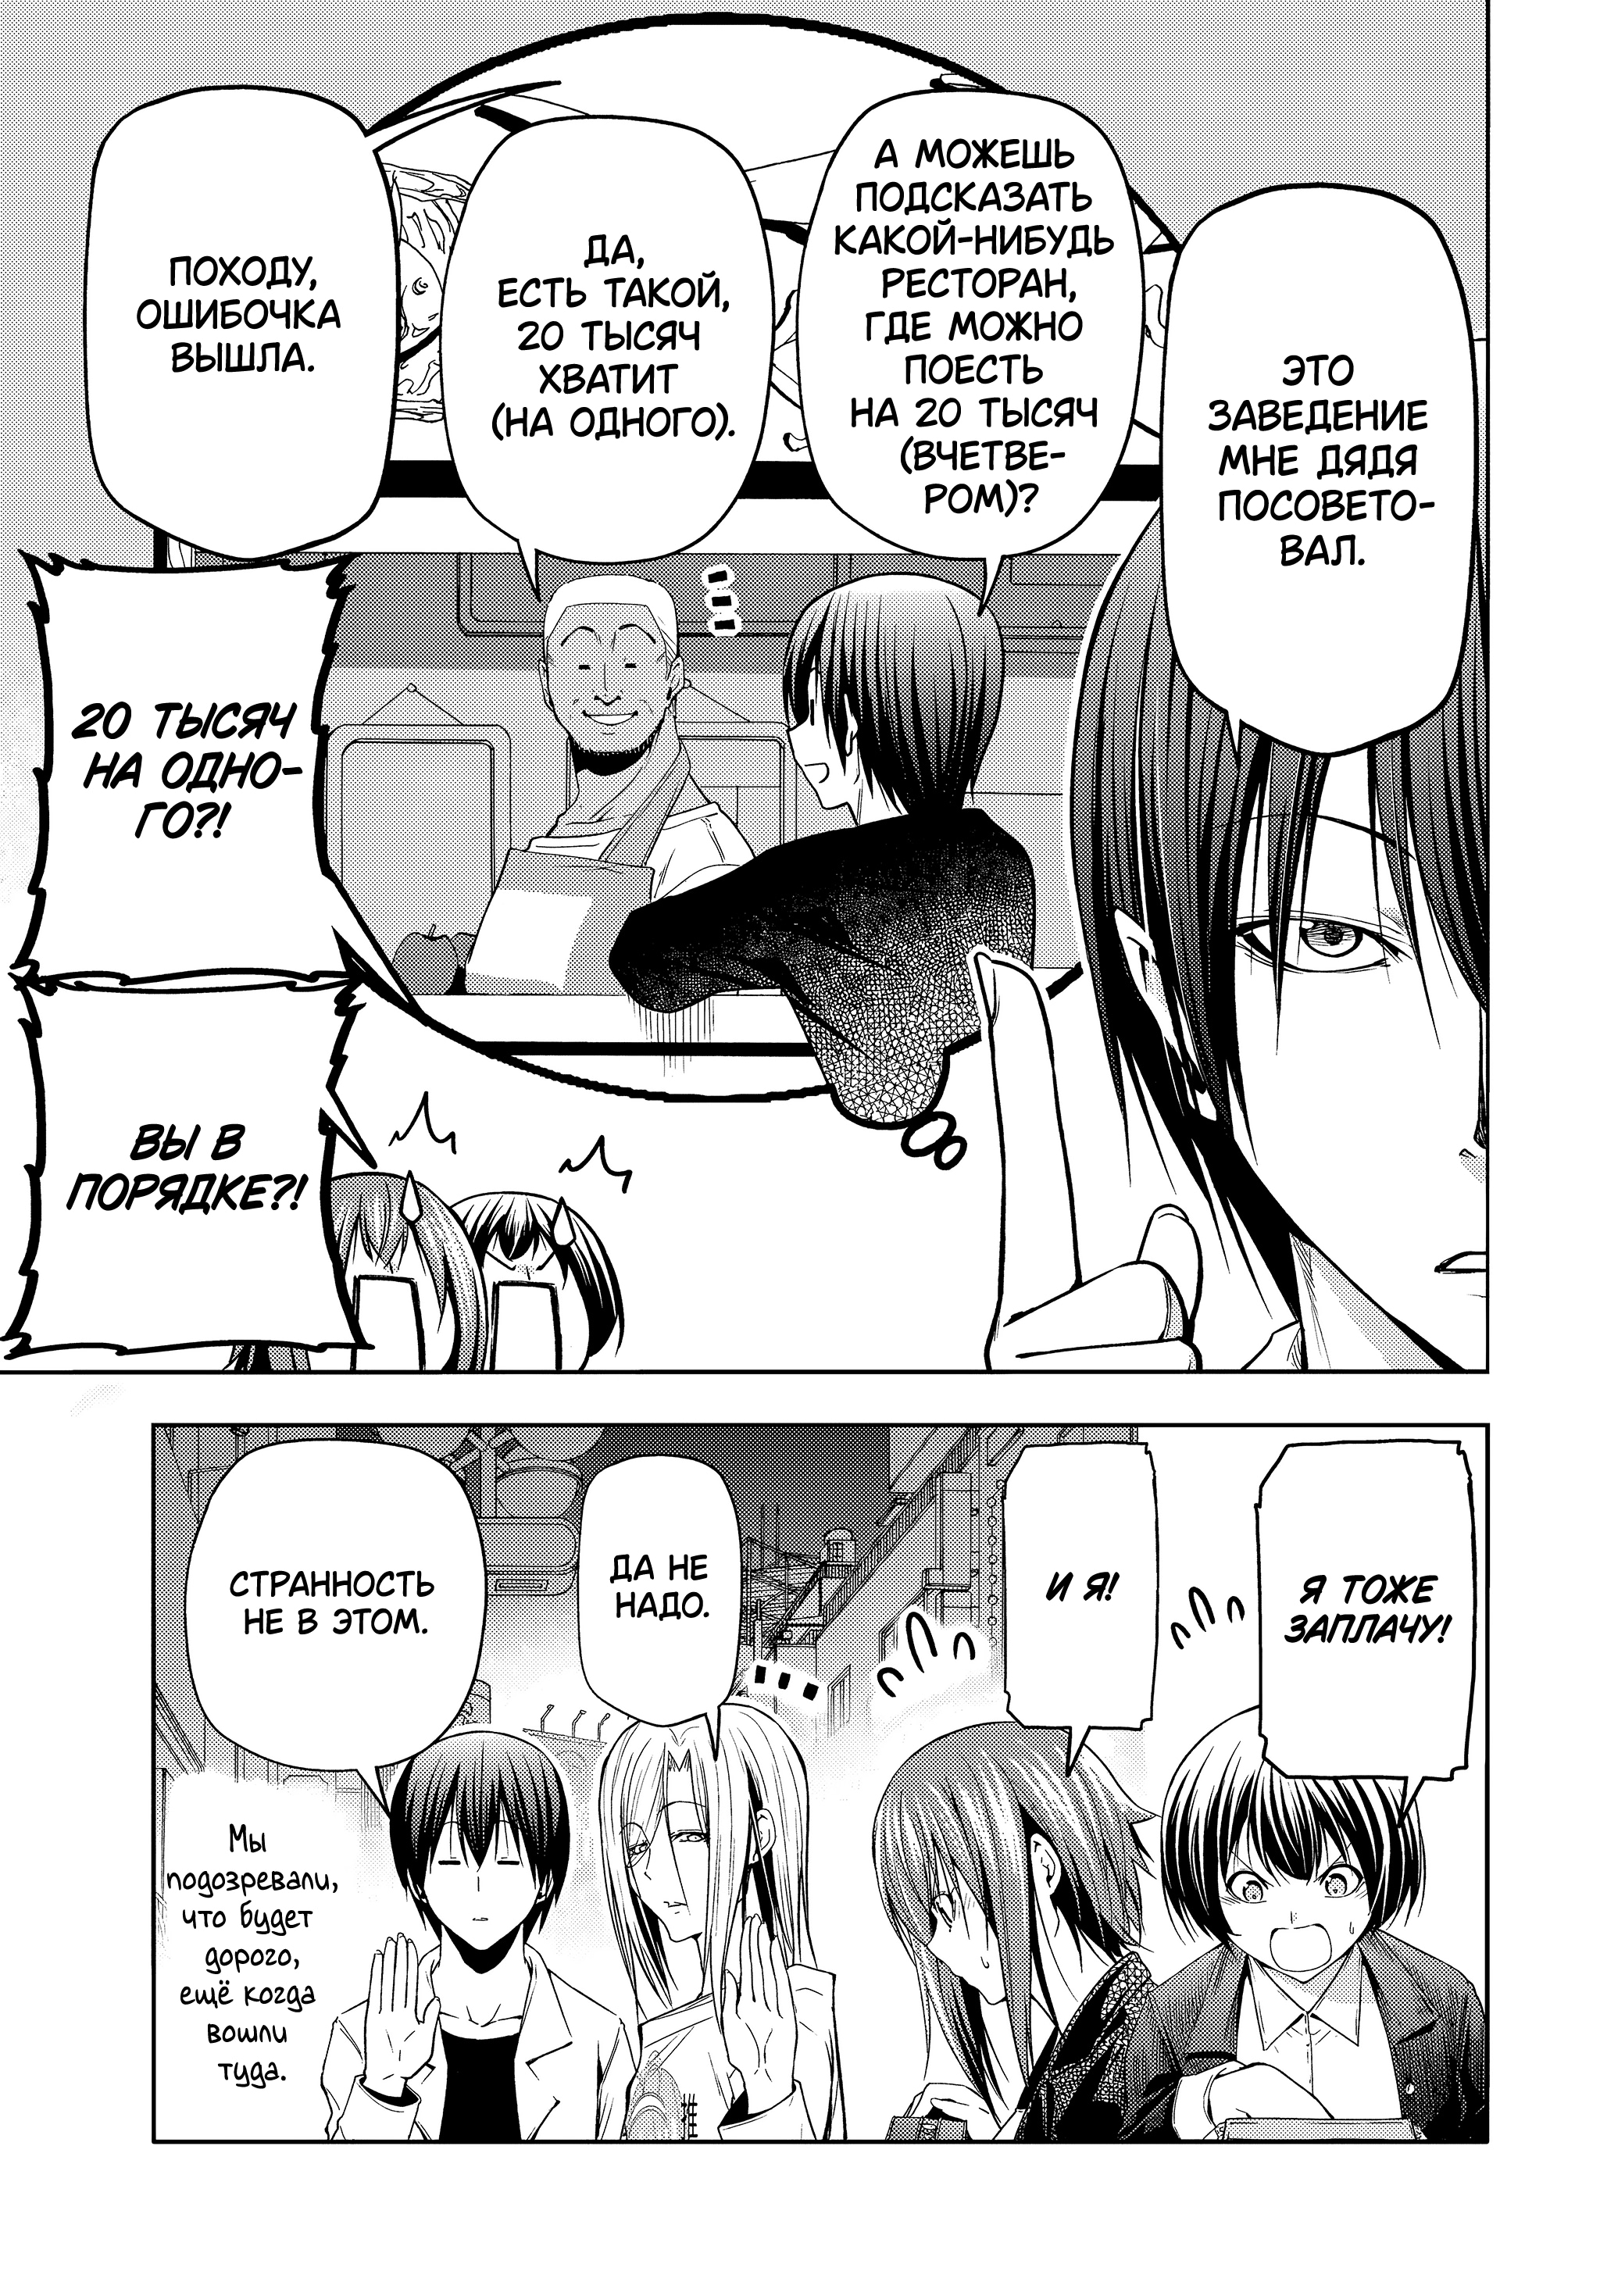 ЭТО
ЗАВЕДЕНИЕ
МНЕ ДЯДЯ
ПОСОВЕТО-
ВАЛ.
А МОЖЕШЬ
ПОДСКАЗАТЬ
КАКОЙ-НИБУДЬ
РЕСТОРАН,
ГДЕ МОЖНО
ПОЕСТЬ
НА 20 ТЫСЯЧ
(ВЧЕТВЕ-
РОМ)?
ДА,
ЕСТЬ ТАКОЙ,
20 ТЫСЯЧ
ХВАТИТ
(НА ОДНОГО).
ПОХОДУ,
ОШИБОЧКА
ВЫШЛА.
20 ТЫСЯЧ
НА ОДНО-
ГО?!
ВЫ В
ПОРЯДКЕ?!
Я ТОЖЕ
ЗАПЛАЧУ!
И Я!
ДА НЕ
НАДО.
СТРАННОСТЬ
НЕ В ЭТОМ.
Мы
подозревали,
что будет
дорого,
ещё когда
вошли
туда.